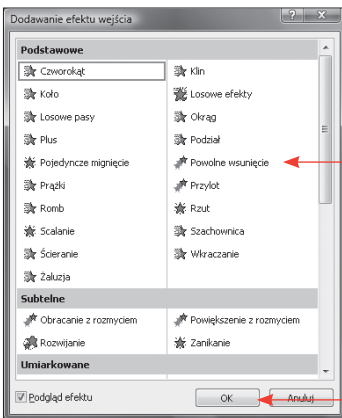 Dodawanie efektu wejścia
Podstawowe
Czworokąt Klin
Koło Losowe efekty
Losowe pasy Okrąg
Plus Podział
Pojedyncze mignięcie Powolne wsunięcie
Prążki Przylot
Romb Rzut
Scalanie Szachownica
Ścieranie Wkraczanie
Żaluzja
Subtelne
Obracanie z rozmyciem Powiększenie z rozmyciem
Rozwijanie Zanikanie
Umiarkowane
Podgląd efektu OK Anuluj